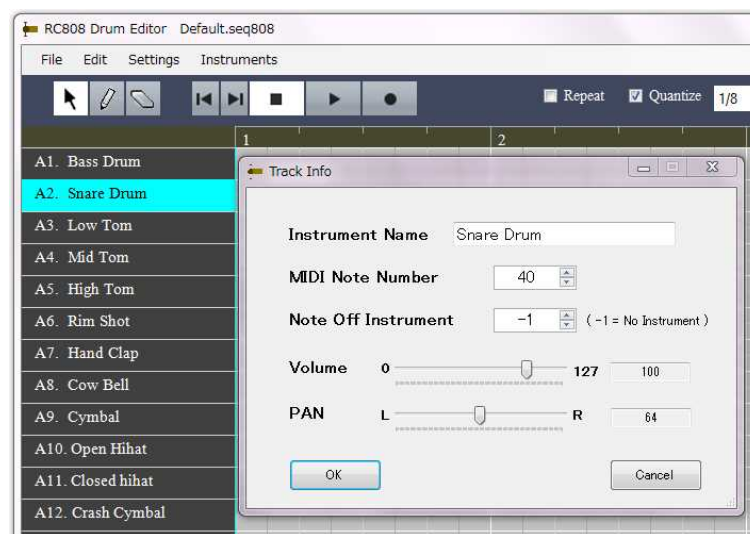 RC808 Drum Editor Default.seq808
File Edit Settings Instruments
Repeat Quantize 1/8
1 2
A1. Bass Drum
A2. Snare Drum
A3. Low Tom
A4. Mid Tom
A5. High Tom
A6. Rim Shot
A7. Hand Clap
A8. Cow Bell
A9. Cymbal
A10. Open Hihat
A11. Closed hihat
A12. Crash Cymbal
Track Info
Instrument Name Snare Drum
MIDI Note Number 40
Note Off Instrument -1 ( -1 = No Instrument )
Volume 0 127 100
PAN L R 64
OK Cancel